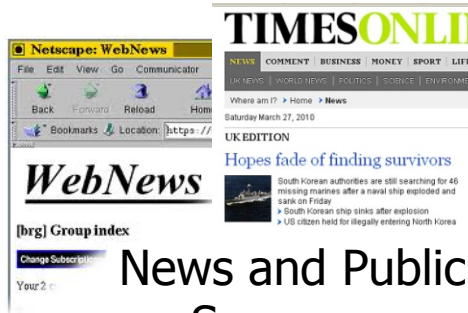 Netscape: WebNews
File Edit View Go Communicator
Back Forward Reload Home
Bookmarks Location: https://
WebNews
[brg] Group index
Change Subscription
Your 2
TIMESONLI
NEWS COMMENT BUSINESS MONEY SPORT LIF
UK NEWS WORLD NEWS POLITICS SCIENCE ENVIRONME
Where am I? Home News
Saturday March 27, 2010
UK EDITION
Hopes fade of finding survivors
South Korean authorities are still searching for 46
missing marines after a naval ship exploded and
sank on Friday
South Korean ship sinks after explosion
US citizen held for illegally entering North Korea
News and Public